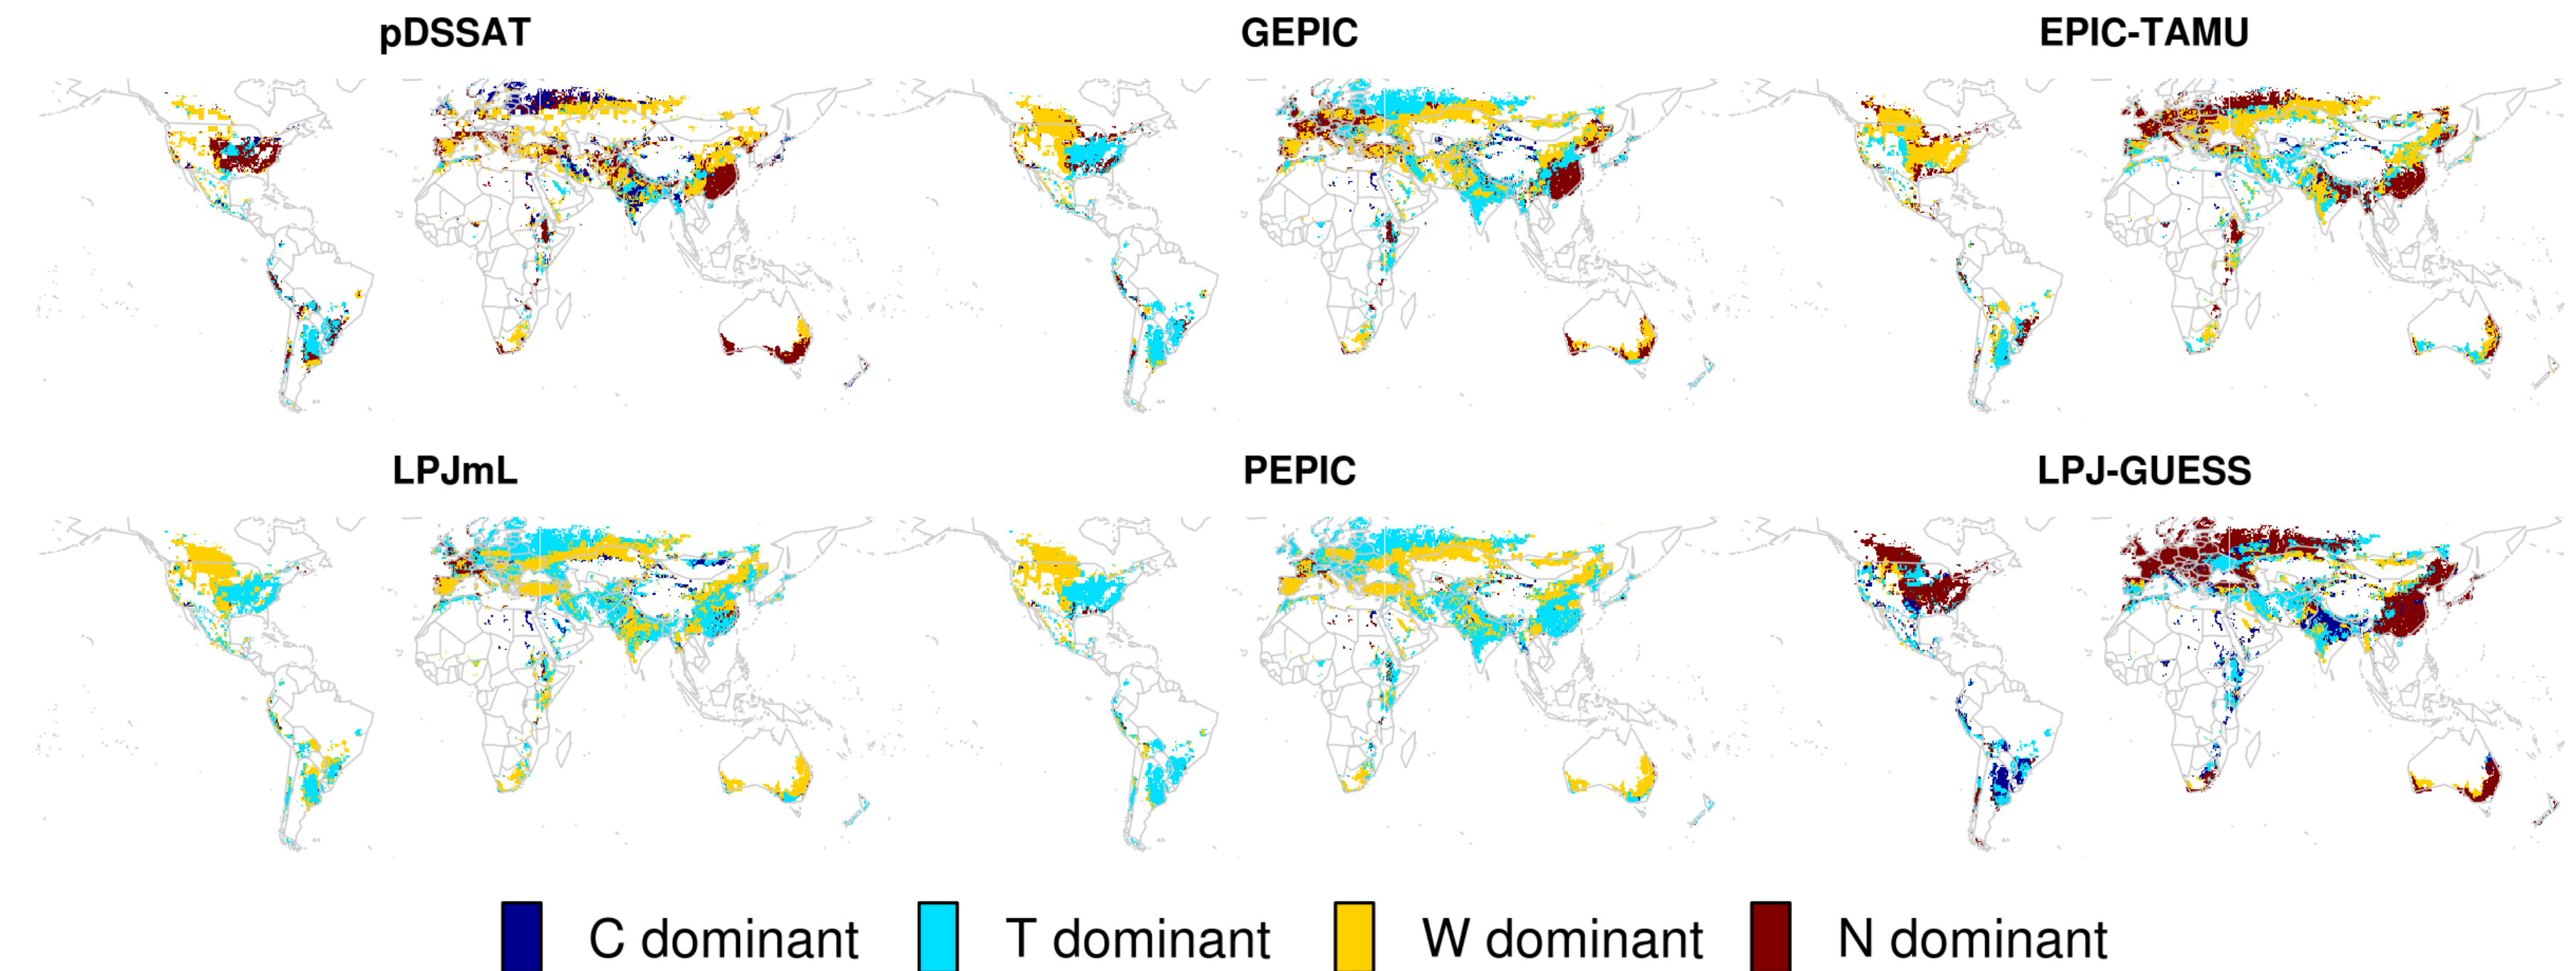 pDSSAT GEPIC EPIC-TAMU
LPJmL PEPIC LPJ-GUESS
C dominant T dominant W dominant N dominant